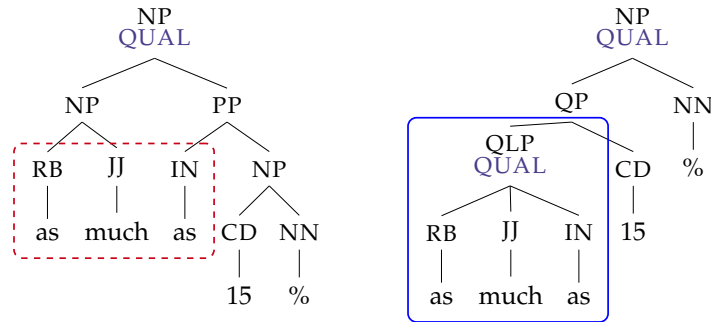 NP NP
QUAL QUAL
NP PP QP NN
QLP
RB JJ IN NP QUAL CD %
as much as CD NN RB JJ IN 15
15 % as much as